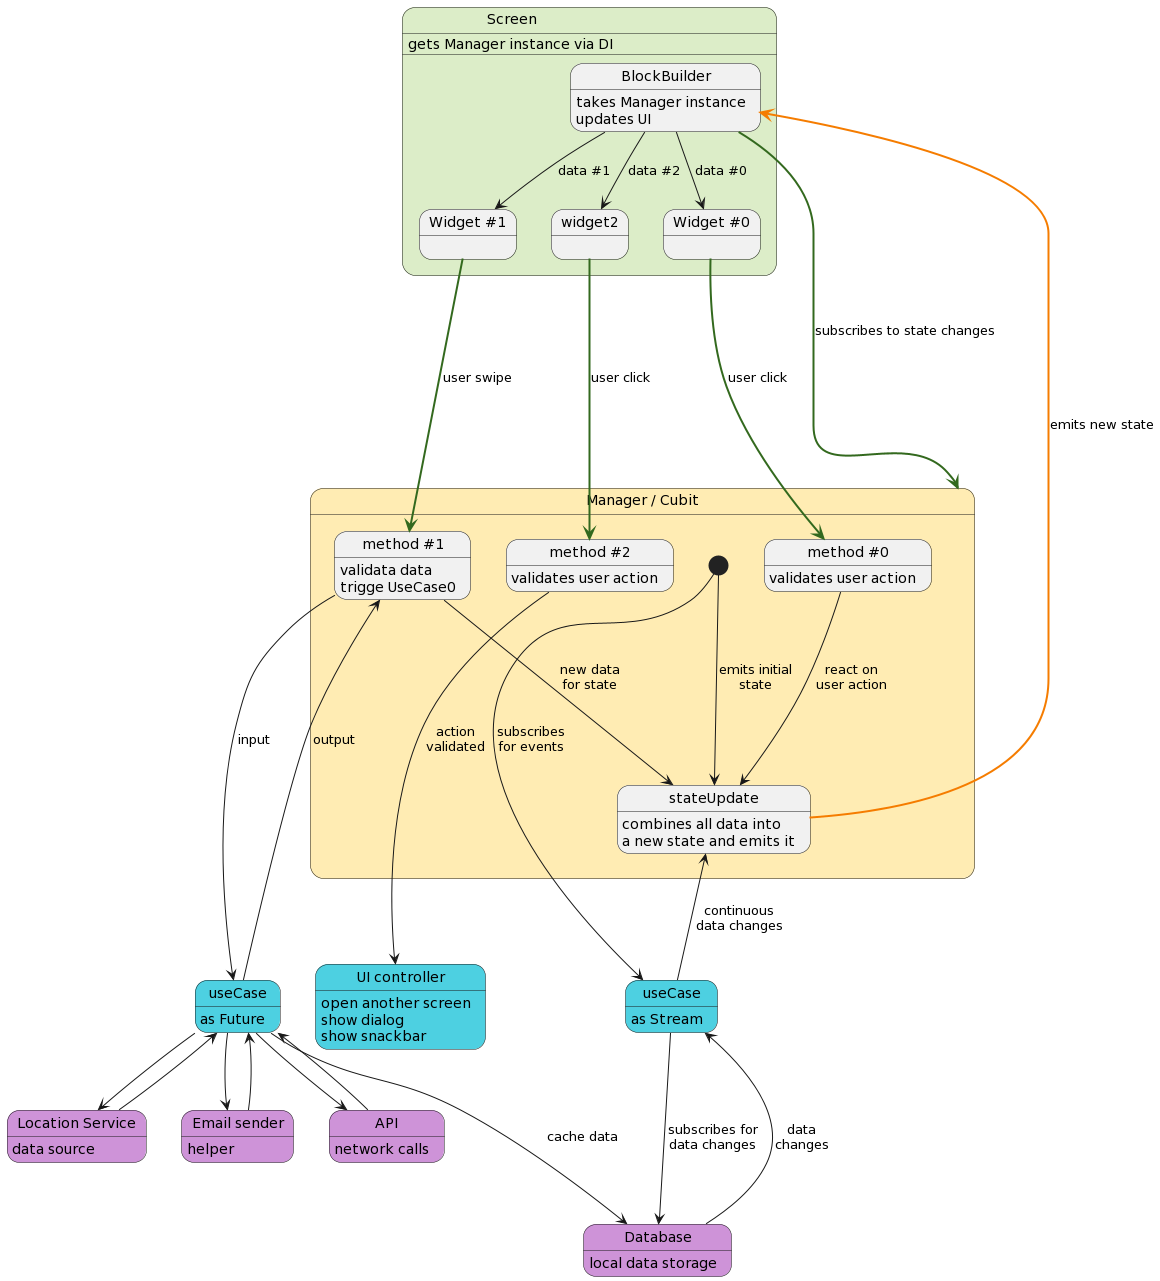 Screen
gets Manager instance via DI
BlockBuilder
takes Manager instance
updates UI
data #1
data #2
data #0
Widget #1
widget2
Widget #0
subscribes to state changes
user swipe
user click
user click
emits new state
Manager / Cubit
method #1
validata data
trigge UseCase0
method #2
validates user action
method #0
validates user action
new data
for state
emits initial
state
react on
user action
input
output
action
validated
subscribes
for events
stateUpdate
combines all data into
a new state and emits it
continuous
data changes
useCase
as Future
UI controller
open another screen
show dialog
show snackbar
useCase
as Stream
Location Service
data source
Email sender
helper
API
network calls
cache data
subscribes for
data changes
data
changes
Database
local data storage